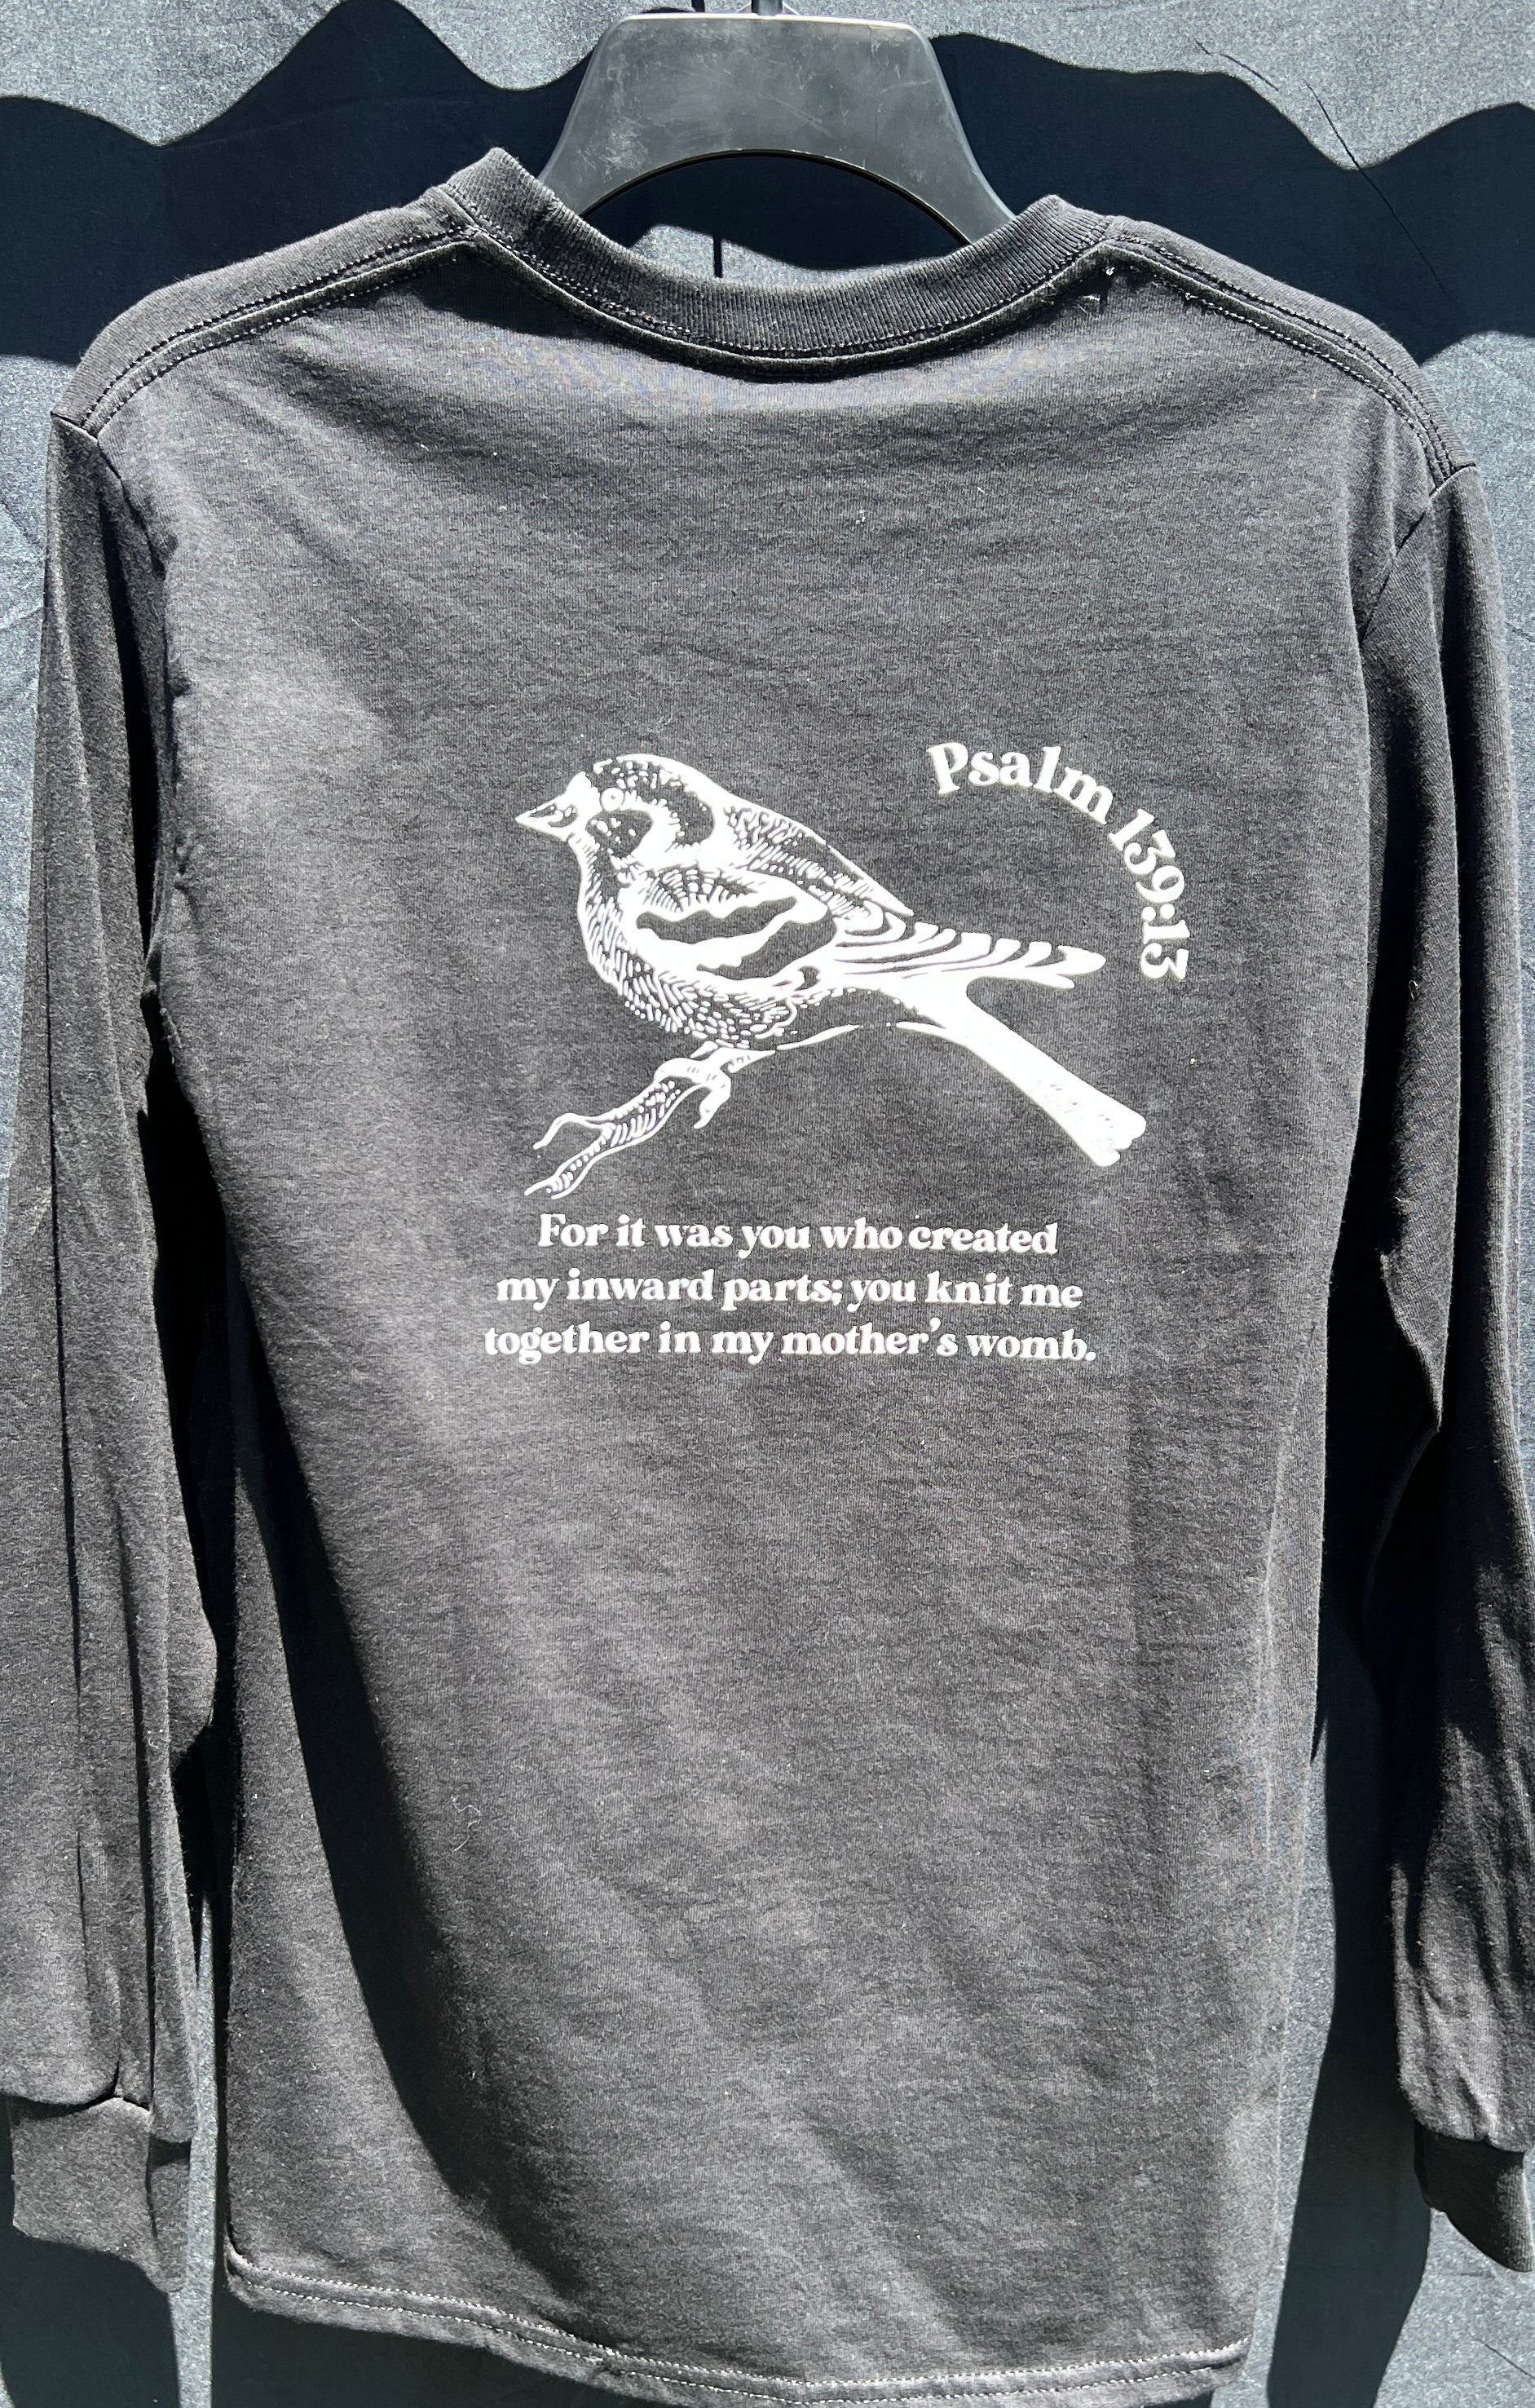 Psalm 139:13
For it was you who created
my inward parts; you knit me
together in my mother's womb.